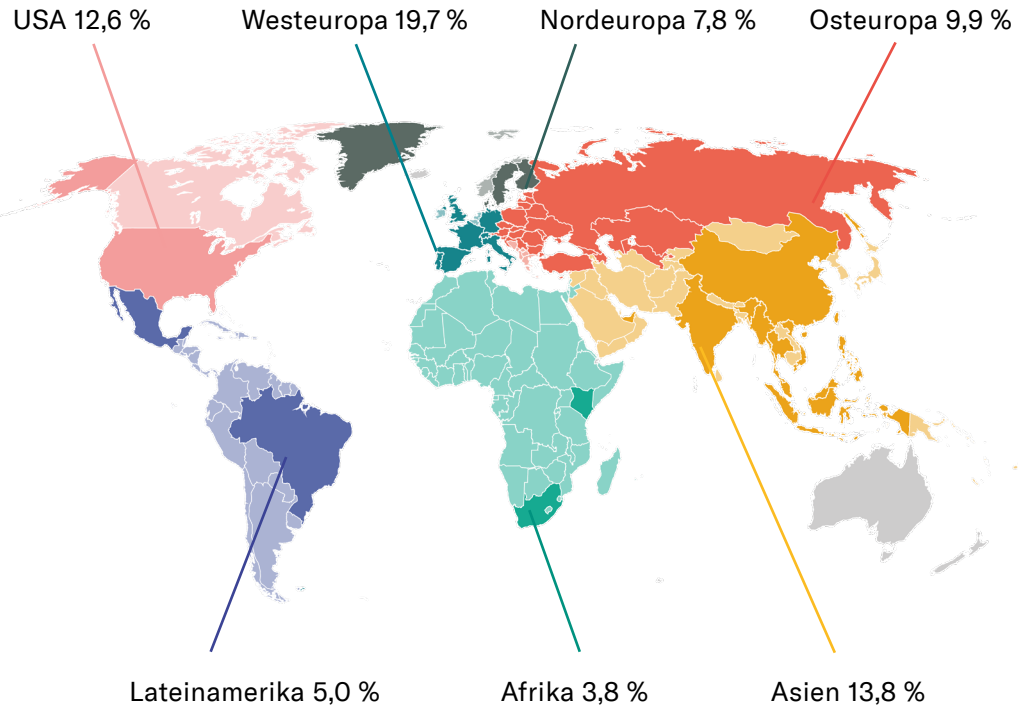 USA 12,6 %
Westeuropa 19,7 %
Nordeuropa 7,8 %
Osteuropa 9,9 %
Lateinamerika 5,0 %
Afrika 3,8 %
Asien 13,8 %